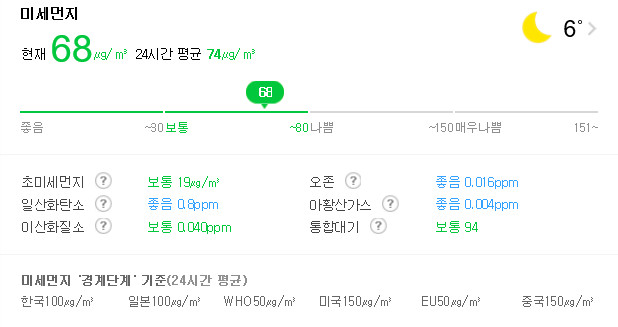 미세먼지
6°
현재 68㎍/㎥ 24시간 평균 74㎍/㎥
68
좋음 ~30 보통 ~80 나쁨 ~150 매우나쁨 151~
초미세먼지 ? 보통 19㎍/㎥ 오존 ? 좋음 0.016ppm
일산화탄소 ? 좋음 0.8ppm 아황산가스 ? 좋음 0.004ppm
이산화질소 ? 보통 0.040ppm 통합대기 ? 보통 94
미세먼지 '경계단계' 기준(24시간 평균)
한국100㎍/㎥ 일본100㎍/㎥ WHO50㎍/㎥ 미국150㎍/㎥ EU50㎍/㎥ 중국150㎍/㎥